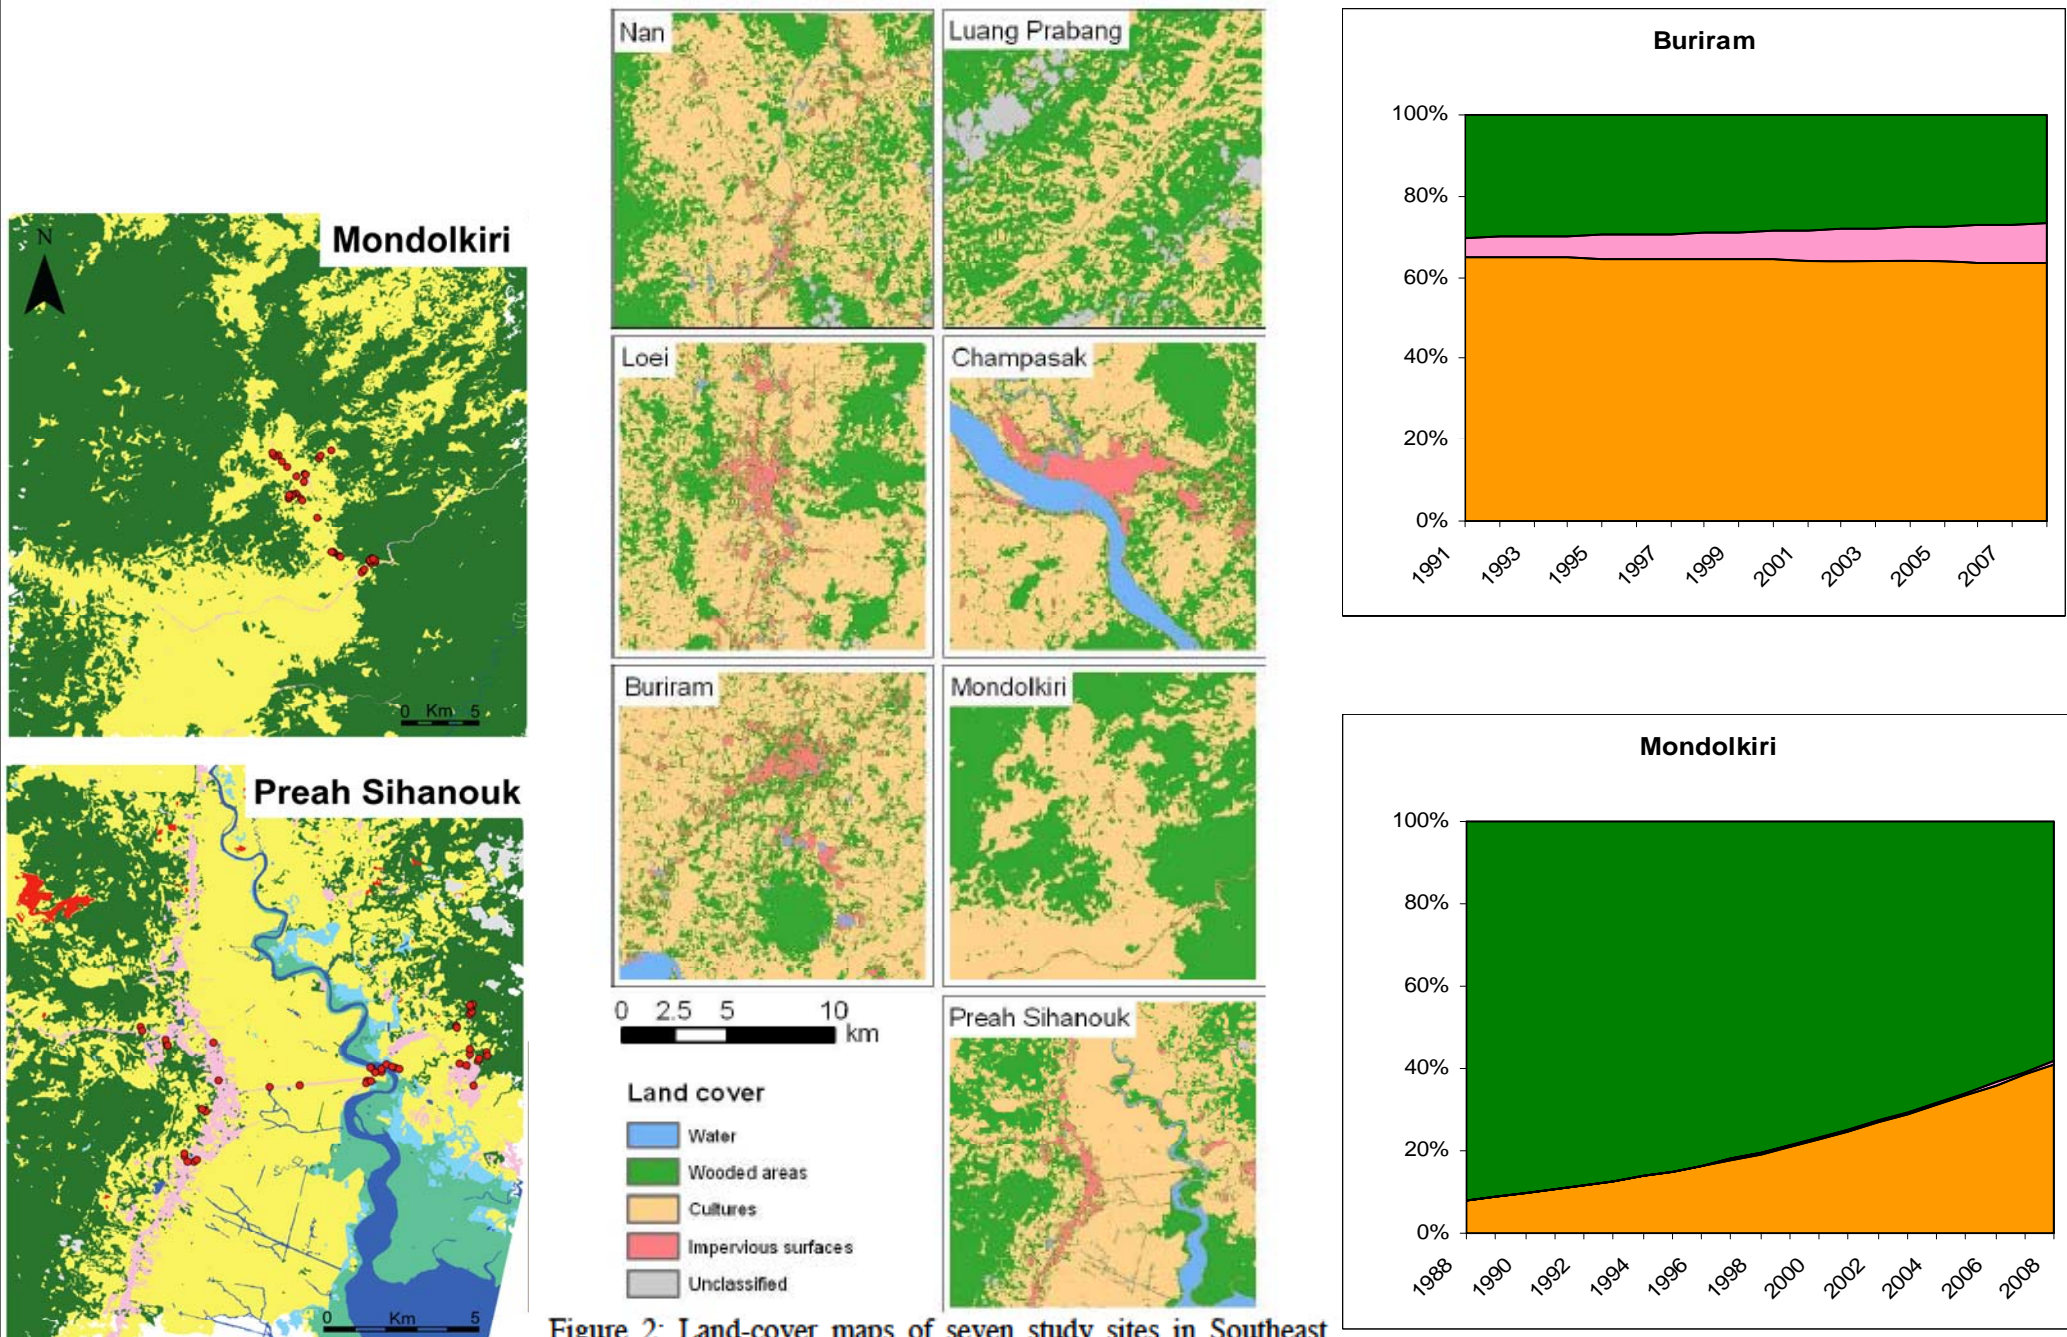 Mondolkiri
N
0 Km 5
Preah Sihanouk
0 Km 5
Nan
Luang Prabang
Loei
Champasak
Buriram
Mondolkiri
0 2.5 5 10
km
Preah Sihanouk
Land cover
Water
Wooded areas
Cultures
Impervious surfaces
Unclassified
Figure 2: Land-cover maps of seven study sites in Southeast
Buriram
100%
80%
60%
40%
20%
0%
1991 1993 1995 1997 1999 2001 2003 2005 2007
Mondolkiri
100%
80%
60%
40%
20%
0%
1988 1990 1992 1994 1996 1998 2000 2002 2004 2006 2008